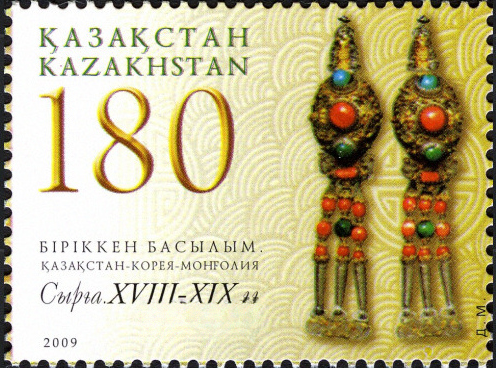 ҚАЗАҚСТАН
KAZAKHSTAN
180
БІРІККЕН БАСЫЛЫМ.
ҚАЗАҚСТАН-КОРЕЯ-МОНҒОЛИЯ
Сырға. XVIII-XIX ғғ
2009
Д. М.